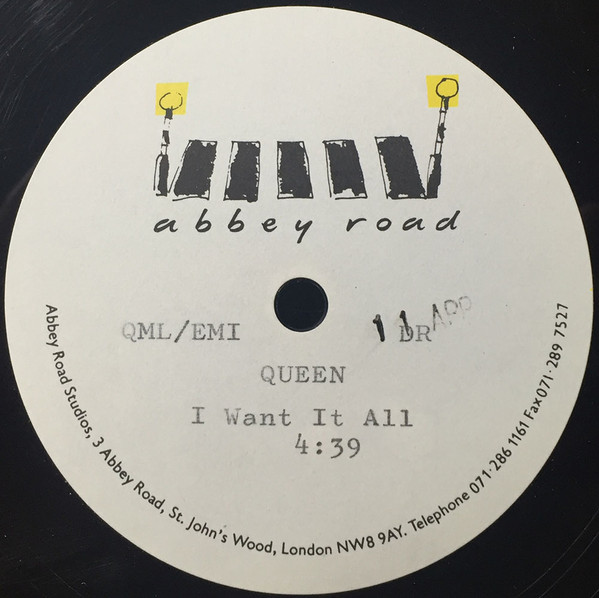 abbey road
QML/EMI 11 APR DR
QUEEN
I Want It All
4:39
Abbey Road Studios, 3 Abbey Road, St. John's Wood, London NW8 9AY. Telephone 071·286 1161 Fax 071·289 7527